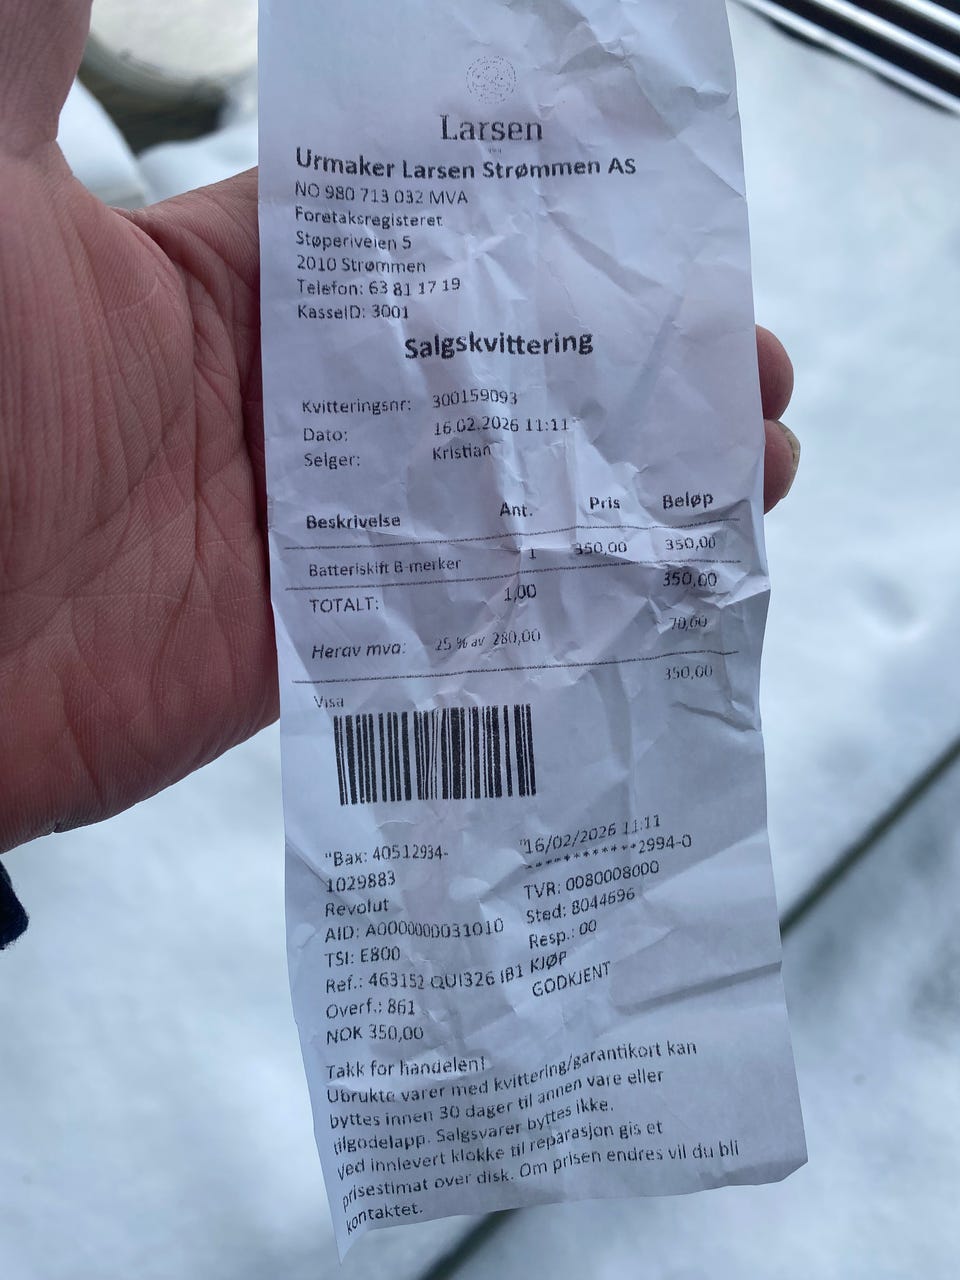 Larsen
Urmaker Larsen Strømmen AS
NO 980 713 032 MVA
Foretaksregisteret
Støperiveien 5
2010 Strømmen
Telefon: 63 81 17 19
KasseID: 3001
Salgskvittering
Kvitteringsnr: 300159093
Dato: 16.02.2026 11:11
Selger: Kristian
Beskrivelse Ant. Pris Beløp
Batteriskift B-merker 1 350,00 350,00
TOTALT: 1,00 350,00
Herav mva: 25 % av 280,00 70,00
Visa 350,00
"Bax: 40512934- "16/02/2026 11:11
1029883 ************2994-0
Revolut TVR: 0080008000
AID: A0000000031010 Sted: 8044696
TSI: E800 Resp.: 00
Ref.: 463152 QUI326 IB1 KJØP
Overf.: 861 GODKJENT
NOK 350,00
Takk for handelen!
Ubrukte varer med kvittering/garantikort kan
byttes innen 30 dager til annen vare eller
tilgodelapp. Salgsvarer byttes ikke.
Ved innlevert klokke til reparasjon gis et
prisestimat over disk. Om prisen endres vil du bli
kontaktet.